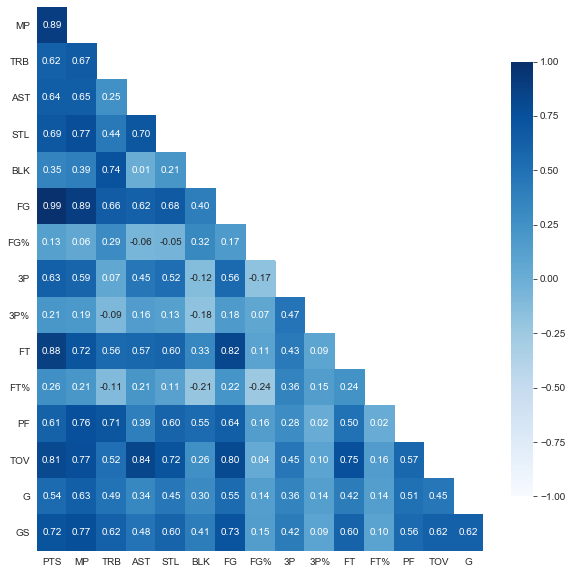 MP 0.89
TRB 0.62 0.67
1.00
AST 0.64 0.65 0.25
0.75
STL 0.69 0.77 0.44 0.70
BLK 0.35 0.39 0.74 0.01 0.21
0.50
FG 0.99 0.89 0.66 0.62 0.68 0.40
0.25
FG% 0.13 0.06 0.29 -0.06 -0.05 0.32 0.17
0.00
3P 0.63 0.59 0.07 0.45 0.52 -0.12 0.56 -0.17
3P% 0.21 0.19 -0.09 0.16 0.13 -0.18 0.18 0.07 0.47
−0.25
FT 0.88 0.72 0.56 0.57 0.60 0.33 0.82 0.11 0.43 0.09
−0.50
FT% 0.26 0.21 -0.11 0.21 0.11 -0.21 0.22 -0.24 0.36 0.15 0.24
PF 0.61 0.76 0.71 0.39 0.60 0.55 0.64 0.16 0.28 0.02 0.50 0.02
−0.75
TOV 0.81 0.77 0.52 0.84 0.72 0.26 0.80 0.04 0.45 0.10 0.75 0.16 0.57
−1.00
G 0.54 0.63 0.49 0.34 0.45 0.30 0.55 0.14 0.36 0.14 0.42 0.14 0.51 0.45
GS 0.72 0.77 0.62 0.48 0.60 0.41 0.73 0.15 0.42 0.09 0.60 0.10 0.56 0.62 0.62
PTS MP TRB AST STL BLK FG FG% 3P 3P% FT FT% PF TOV G